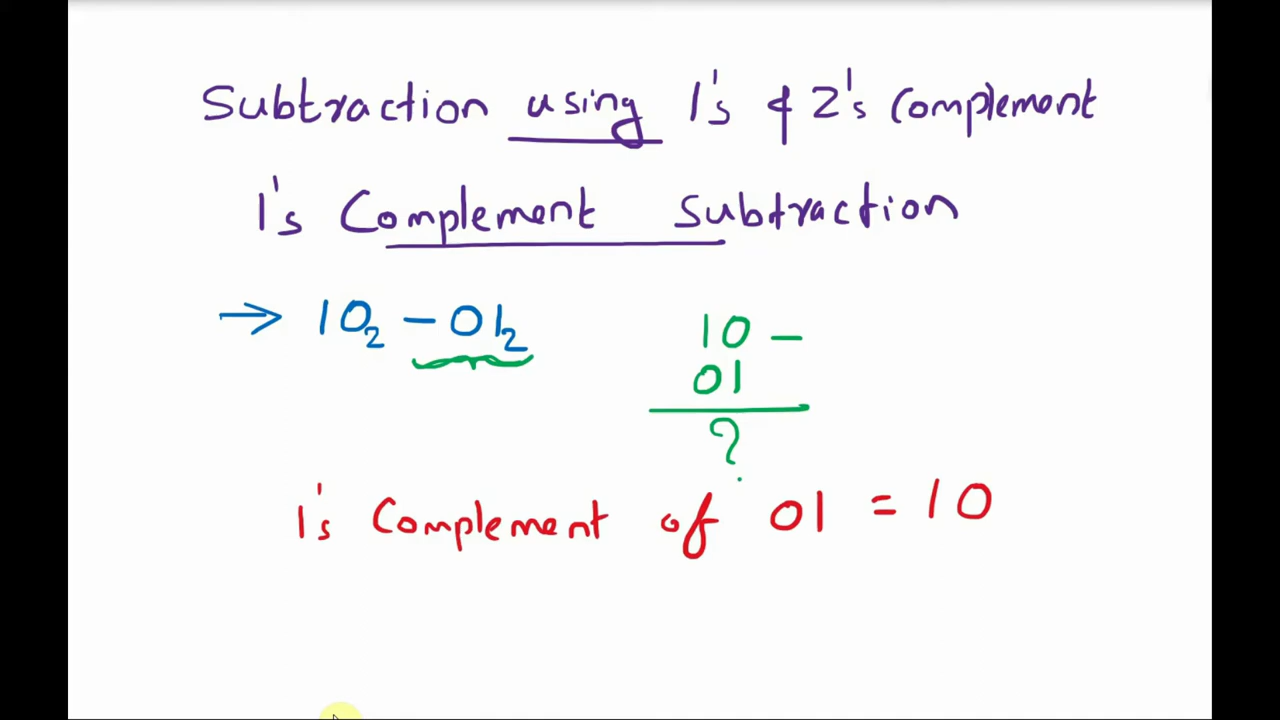 Subtraction using 1's & 2's complement
1's Complement Subtraction
→ 10₂ - 01₂
10 -
01
?
1's Complement of 01 = 10